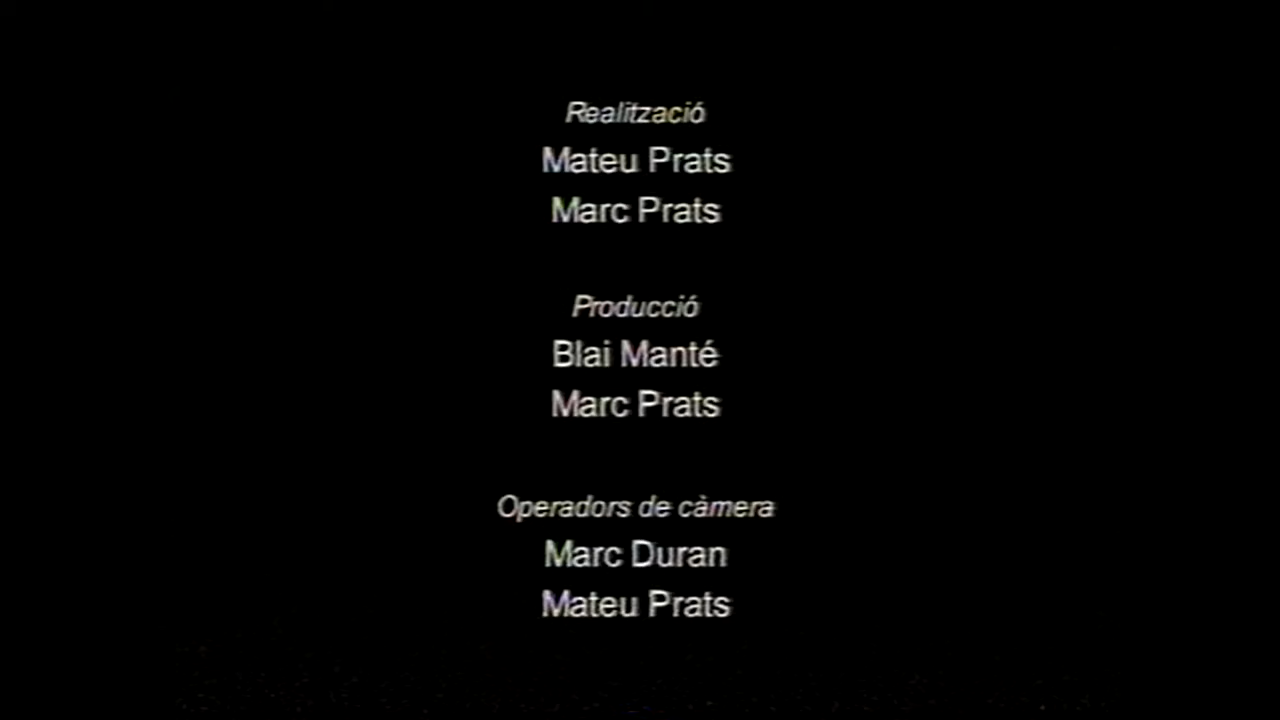 Realització
Mateu Prats
Marc Prats
Producció
Blai Manté
Marc Prats
Operadors de càmera
Marc Duran
Mateu Prats